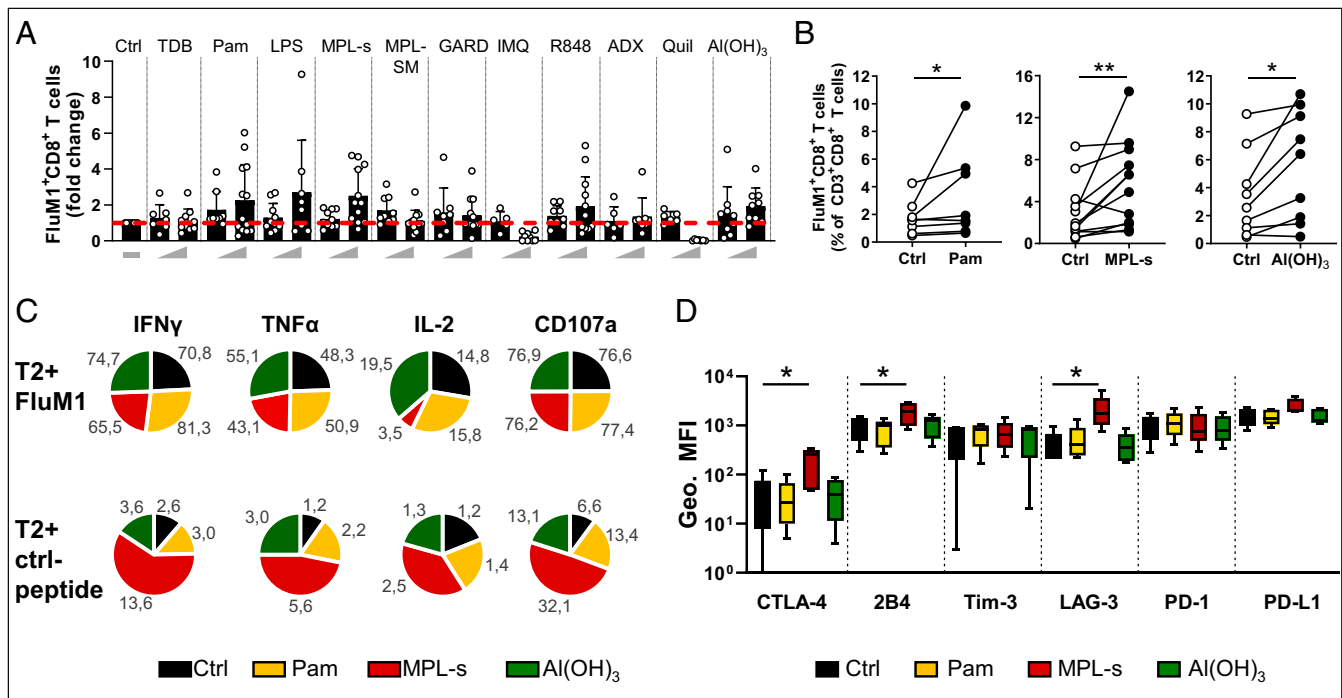 A
Ctrl TDB Pam LPS MPL-s MPL-SM GARD IMQ R848 ADX Quil Al(OH)₃
FluM1⁺CD8⁺ T cells
(fold change)
10
8
6
4
2
0
B
FluM1⁺CD8⁺ T cells
(% of CD3⁺CD8⁺ T cells)
12
10
8
6
4
2
0
*
Ctrl Pam
16
12
8
4
0
**
Ctrl MPL-s
12
10
8
6
4
2
0
*
Ctrl Al(OH)₃
C
IFNγ TNFα IL-2 CD107a
T2+
FluM1
74,7 70,8 65,5 81,3
55,1 48,3 43,1 50,9
19,5 14,8 3,5 15,8
76,9 76,6 76,2 77,4
T2+
ctrl-
peptide
3,6 2,6 3,0 13,6
3,0 1,2 2,2 5,6
1,3 1,2 1,4 2,5
13,1 6,6 13,4 32,1
Ctrl Pam MPL-s Al(OH)₃
D
Geo. MFI
10⁴
10³
10²
10¹
10⁰
* * *
CTLA-4 2B4 Tim-3 LAG-3 PD-1 PD-L1
Ctrl Pam MPL-s Al(OH)₃